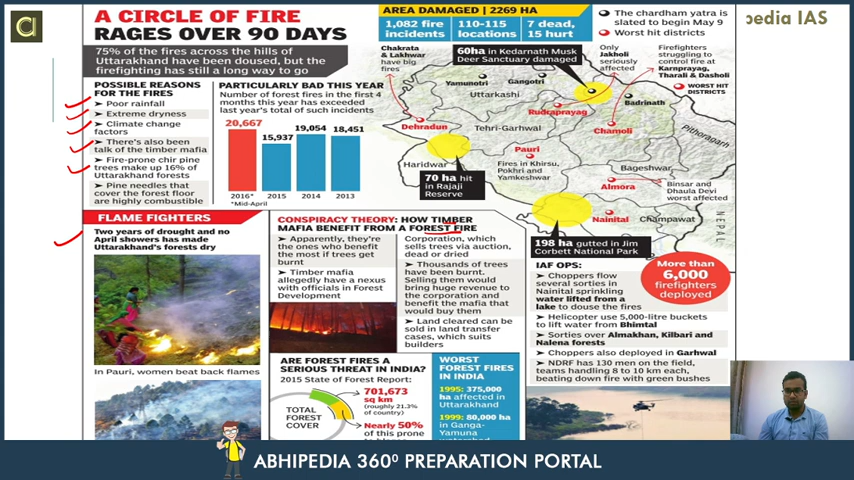 pedia IAS
A CIRCLE OF FIRE
RAGES OVER 90 DAYS
75% of the fires across the hills of
Uttarakhand have been doused, but the
firefighting has still a long way to go
AREA DAMAGED | 2269 HA
1,082 fire
incidents
110-115
locations
7 dead,
15 hurt
The chardham yatra is
slated to begin May 9
Worst hit districts
POSSIBLE REASONS
FOR THE FIRES
➤ Poor rainfall
➤ Extreme dryness
➤ Climate change
factors
➤ There's also been
talk of the timber mafia
➤ Fire-prone chir pine
trees make up 16% of
Uttarakhand forests
➤ Pine needles that
cover the forest floor
are highly combustible
PARTICULARLY BAD THIS YEAR
Number of forest fires in the first 4
months this year has exceeded
last year's total of such incidents
20,667
15,937
19,054
18,451
2016*
2015
2014
2013
*Mid-April
Chakrata
& Lakhwar
have big
fires
60ha in Kedarnath Musk
Deer Sanctuary damaged
Only
Jakholi
seriously
affected
Firefighters
struggling to
control fire at
Karnprayag,
Tharali & Dasholi
WORST HIT
DISTRICTS
Yamunotri
Gangotri
Uttarkashi
Badrinath
Rudraprayag
Dehradun
Tehri-Garhwal
Chamoli
Pithoragarh
Haridwar
Pauri
Fires in Khirsu,
Pokhri and
Yamkeshwar
70 ha hit
in Rajaji
Reserve
Bageshwar
Almora
Binsar and
Dhaula Devi
worst affected
Nainital
Champawat
NEPAL
198 ha gutted in Jim
Corbett National Park
FLAME FIGHTERS
Two years of drought and no
April showers has made
Uttarakhand's forests dry
In Pauri, women beat back flames
CONSPIRACY THEORY: HOW TIMBER
MAFIA BENEFIT FROM A FOREST FIRE
➤ Apparently, they're
the ones who benefit
the most if trees get
burnt
➤ Timber mafia
allegedly have a nexus
with officials in Forest
Development
Corporation, which
sells trees via auction,
dead or dried
➤ Thousands of trees
have been burnt.
Selling them would
bring huge revenue to
the corporation and
benefit the mafia that
would buy them
➤ Land cleared can be
sold in land transfer
cases, which suits
builders
ARE FOREST FIRES A
SERIOUS THREAT IN INDIA?
2015 State of Forest Report:
TOTAL
FOREST
COVER
701,673
sq km
(roughly 21.3%
of country)
Nearly 50%
of this prone
WORST
FOREST FIRES
IN INDIA
1995: 375,000
ha affected in
Uttarakhand
1999: 80,000 ha
in Ganga-
Yamuna
IAF OPS:
➤ Choppers flow
several sorties in
Nainital sprinkling
water lifted from a
lake to douse the fires
➤ Helicopter use 5,000-litre buckets
to lift water from Bhimtal
➤ Sorties over Almakhan, Kilbari and
Nalena forests
➤ Choppers also deployed in Garhwal
➤ NDRF has 130 men on the field,
teams handling 8 to 10 km each,
beating down fire with green bushes
More than
6,000
firefighters
deployed
ABHIPEDIA 360⁰ PREPARATION PORTAL